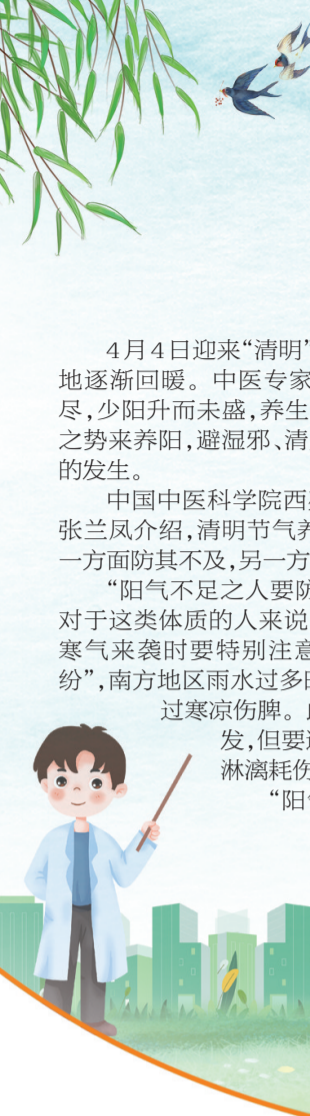 4月4日迎来“清明”
地逐渐回暖。中医专家
尽,少阳升而未盛,养生
之势来养阳,避湿邪、清
的发生。
中国中医科学院西
张兰凤介绍,清明节气养
一方面防其不及,另一方
“阳气不足之人要防
对于这类体质的人来说
寒气来袭时要特别注意
纷”,南方地区雨水过多
过寒凉伤脾。
发,但要
淋漓耗伤
“阳